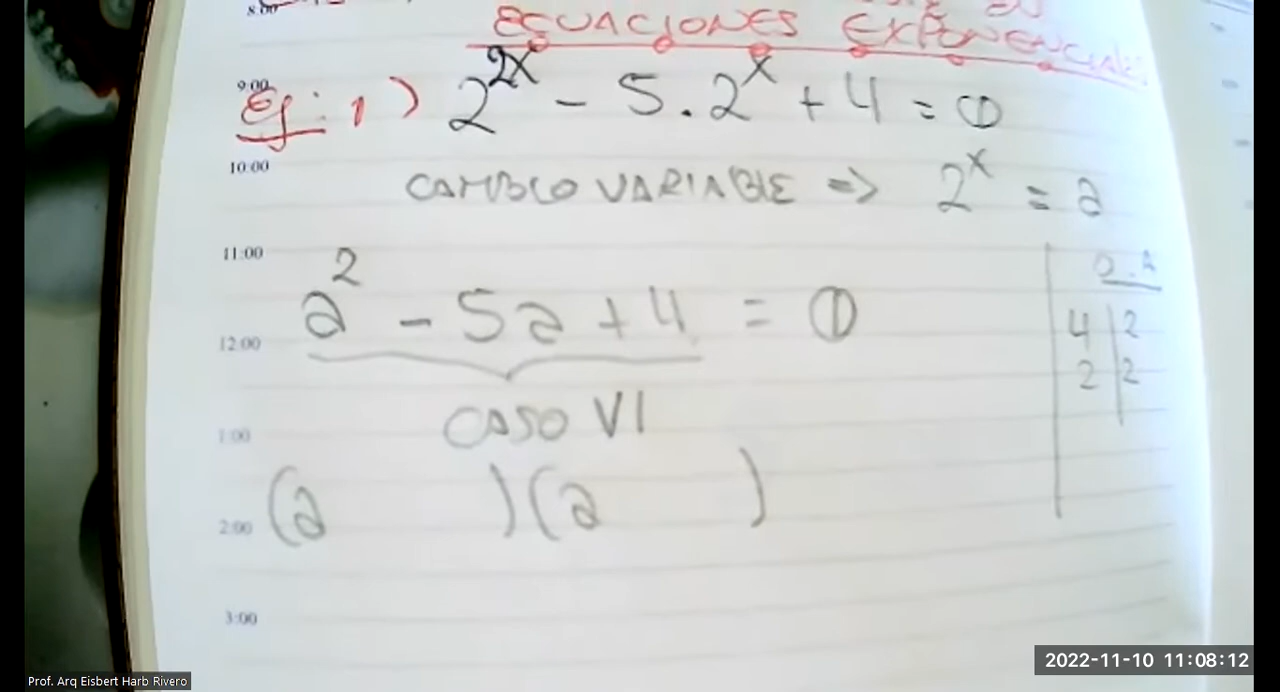 8:00
ECUACIONES EXPONENCIALES
9:00
Ej: 1) 2^{2x} - 5.2^x + 4 = 0
10:00
CAMBIO VARIABLE => 2^x = a
11:00
a^2 - 5a + 4 = 0
12:00
4 | 2
2 | 2
CASO VI
1:00
(a )(a )
2:00
3:00
2022-11-10 11:08:12
Prof. Arq Eisbert Harb Rivero